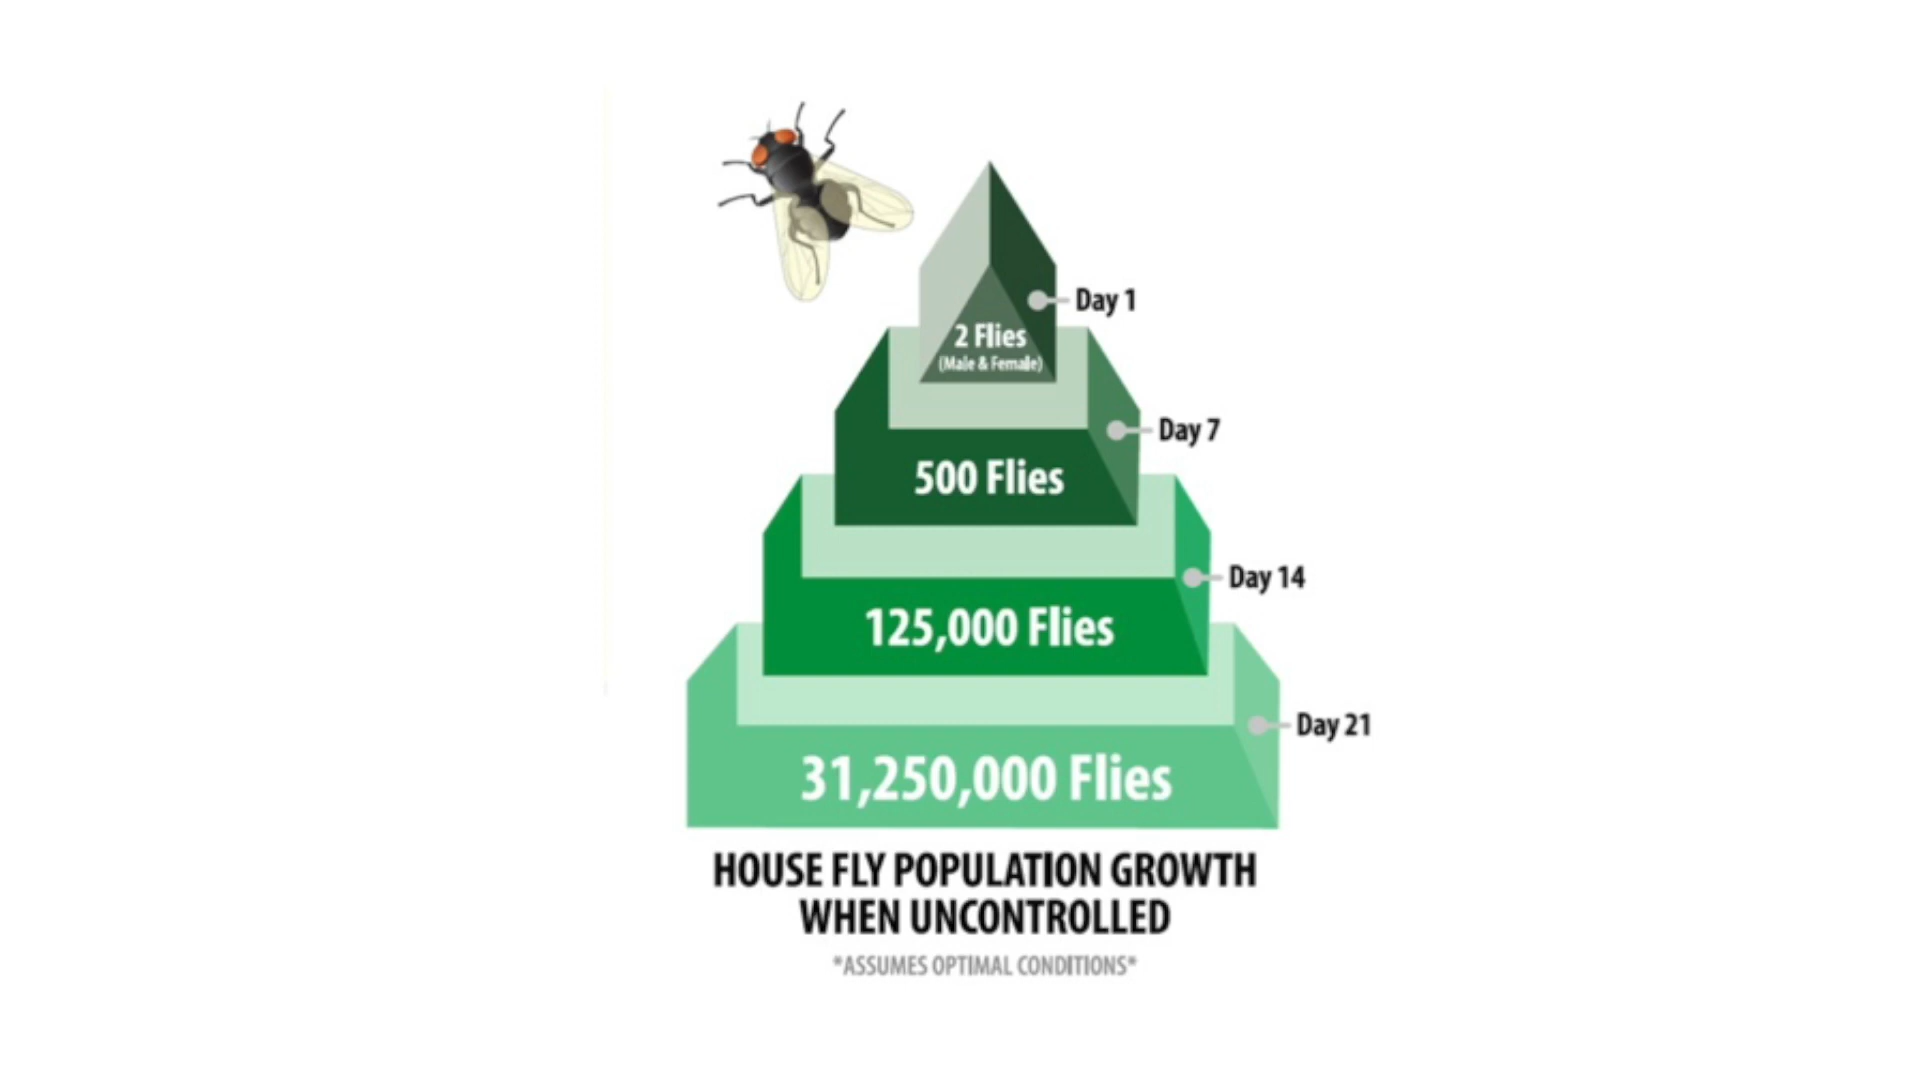 Day 1
2 Flies
(Male & Female)
Day 7
500 Flies
Day 14
125,000 Flies
Day 21
31,250,000 Flies
HOUSE FLY POPULATION GROWTH
WHEN UNCONTROLLED
*ASSUMES OPTIMAL CONDITIONS*